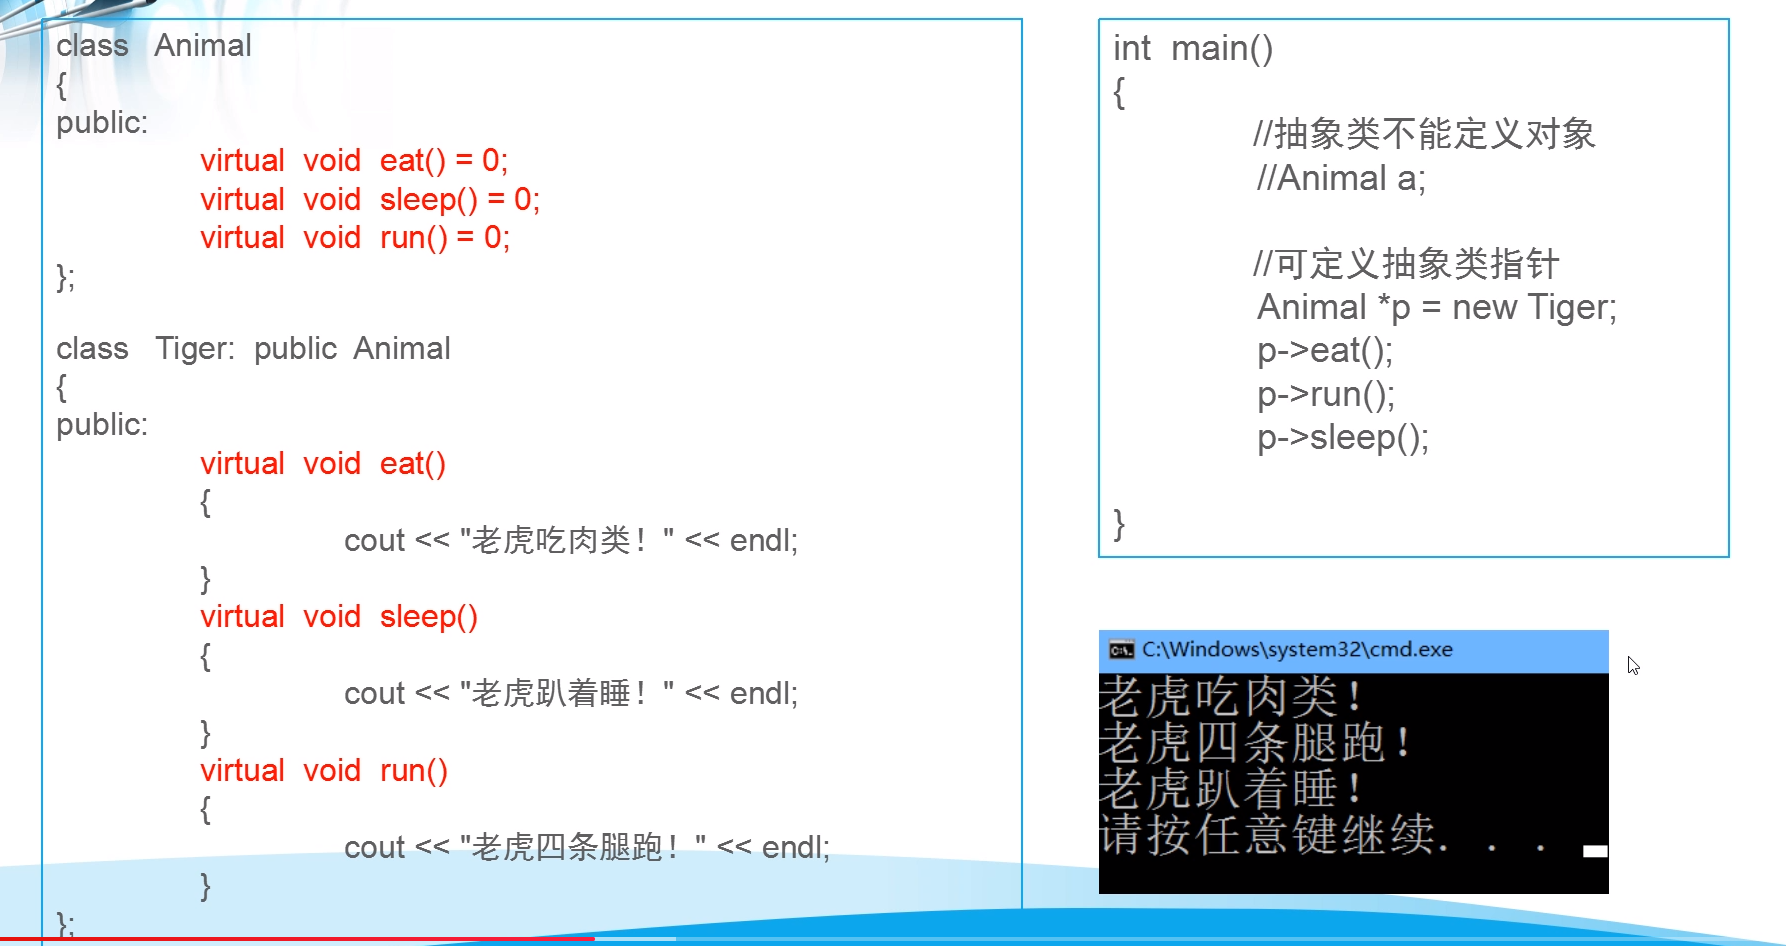 class Animal
{
public:
virtual void eat() = 0;
virtual void sleep() = 0;
virtual void run() = 0;
};
class Tiger: public Animal
{
public:
virtual void eat()
{
cout << "老虎吃肉类！" << endl;
}
virtual void sleep()
{
cout << "老虎趴着睡！" << endl;
}
virtual void run()
{
cout << "老虎四条腿跑！" << endl;
}
};
int main()
{
//抽象类不能定义对象
//Animal a;
//可定义抽象类指针
Animal *p = new Tiger;
p->eat();
p->run();
p->sleep();
}
C:\Windows\system32\cmd.exe
老虎吃肉类！
老虎四条腿跑！
老虎趴着睡！
请按任意键继续. . .